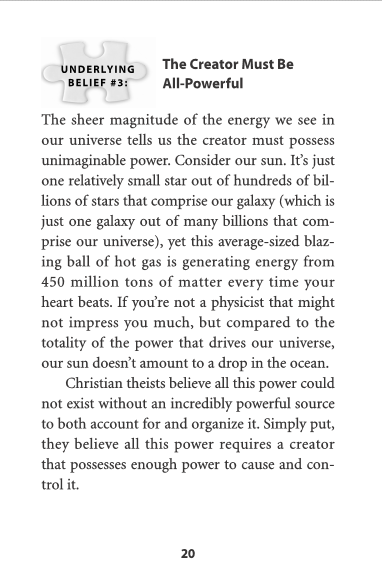 UNDERLYING
BELIEF #3:
The Creator Must Be
All-Powerful
The sheer magnitude of the energy we see in
our universe tells us the creator must possess
unimaginable power. Consider our sun. It’s just
one relatively small star out of hundreds of bil-
lions of stars that comprise our galaxy (which is
just one galaxy out of many billions that com-
prise our universe), yet this average-sized blaz-
ing ball of hot gas is generating energy from
450 million tons of matter every time your
heart beats. If you’re not a physicist that might
not impress you much, but compared to the
totality of the power that drives our universe,
our sun doesn’t amount to a drop in the ocean.
Christian theists believe all this power could
not exist without an incredibly powerful source
to both account for and organize it. Simply put,
they believe all this power requires a creator
that possesses enough power to cause and con-
trol it.
20